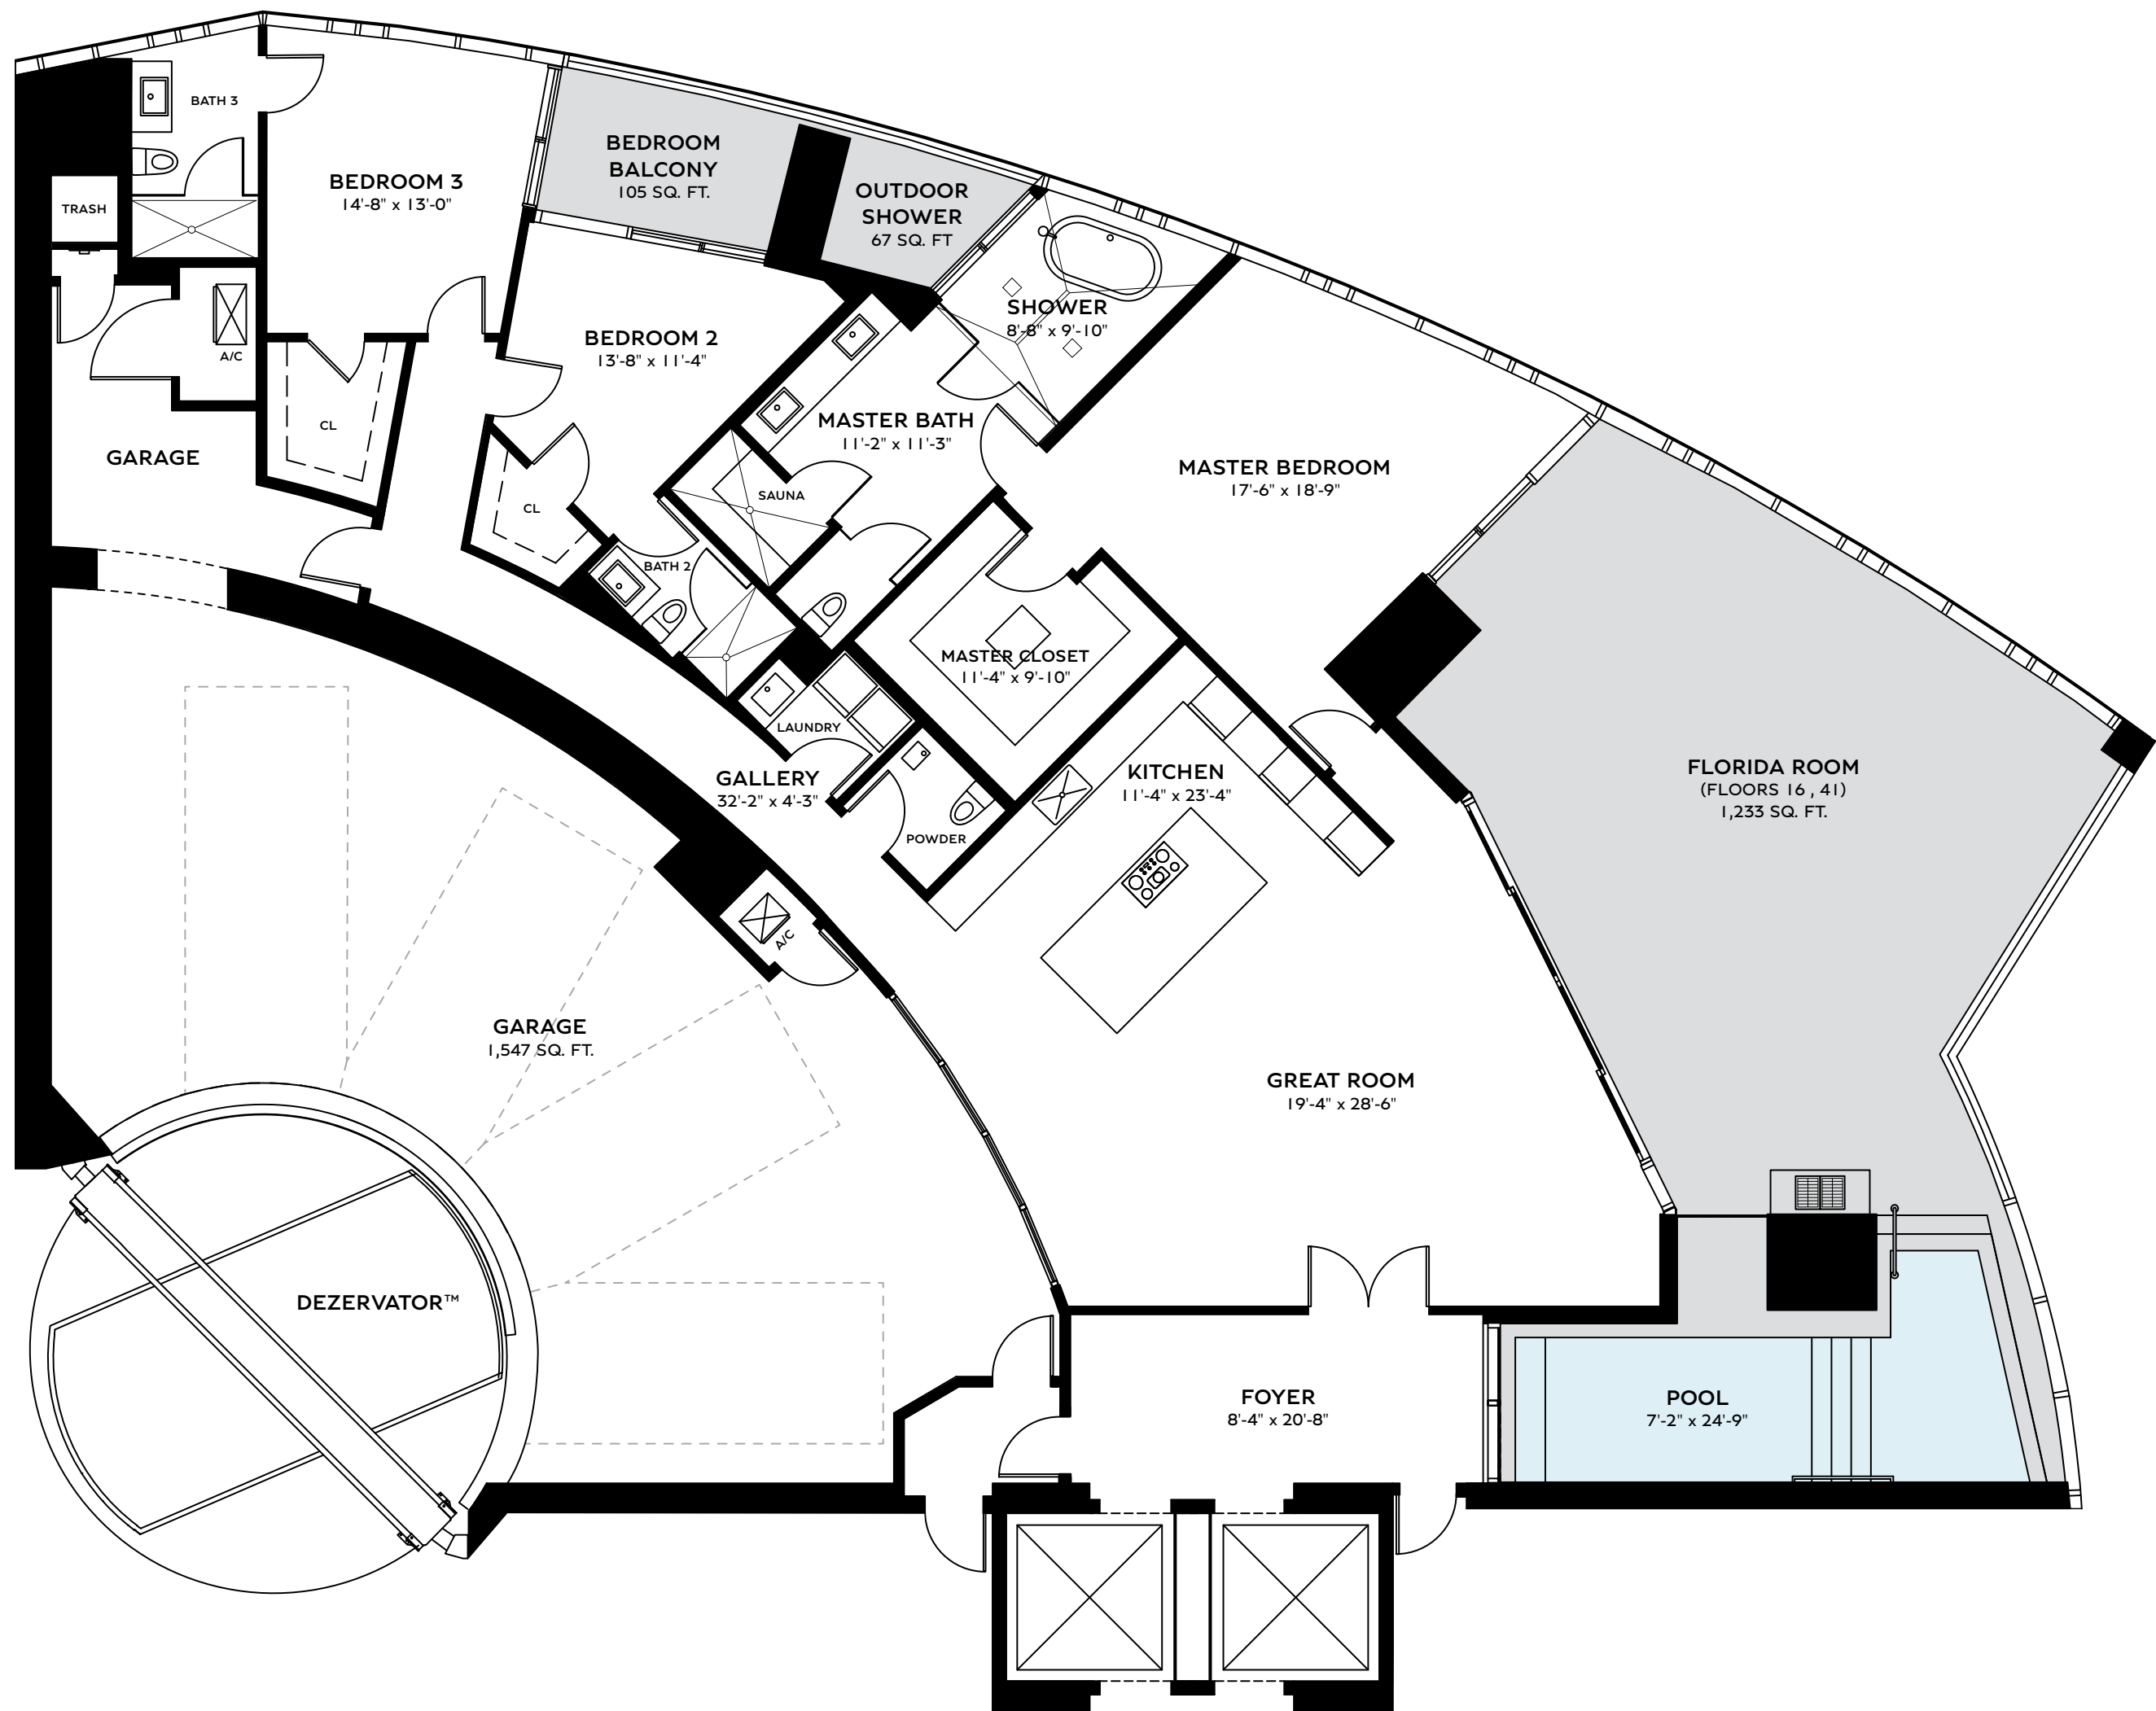 BATH 3
BEDROOM
BALCONY
105 SQ. FT.
BEDROOM 3
14'-8" x 13'-0"
OUTDOOR
SHOWER
67 SQ. FT
TRASH
SHOWER
8'-8" x 9'-10"
BEDROOM 2
13'-8" x 11'-4"
A/C
CL
MASTER BATH
11'-2" x 11'-3"
GARAGE
MASTER BEDROOM
17'-6" x 18'-9"
SAUNA
CL
BATH 2
MASTER CLOSET
11'-4" x 9'-10"
LAUNDRY
GALLERY
32'-2" x 4'-3"
KITCHEN
11'-4" x 23'-4"
FLORIDA ROOM
(FLOORS 16 , 41)
1,233 SQ. FT.
POWDER
A/C
GARAGE
1,547 SQ. FT.
GREAT ROOM
19'-4" x 28'-6"
DEZERVATOR™
FOYER
8'-4" x 20'-8"
POOL
7'-2" x 24'-9"